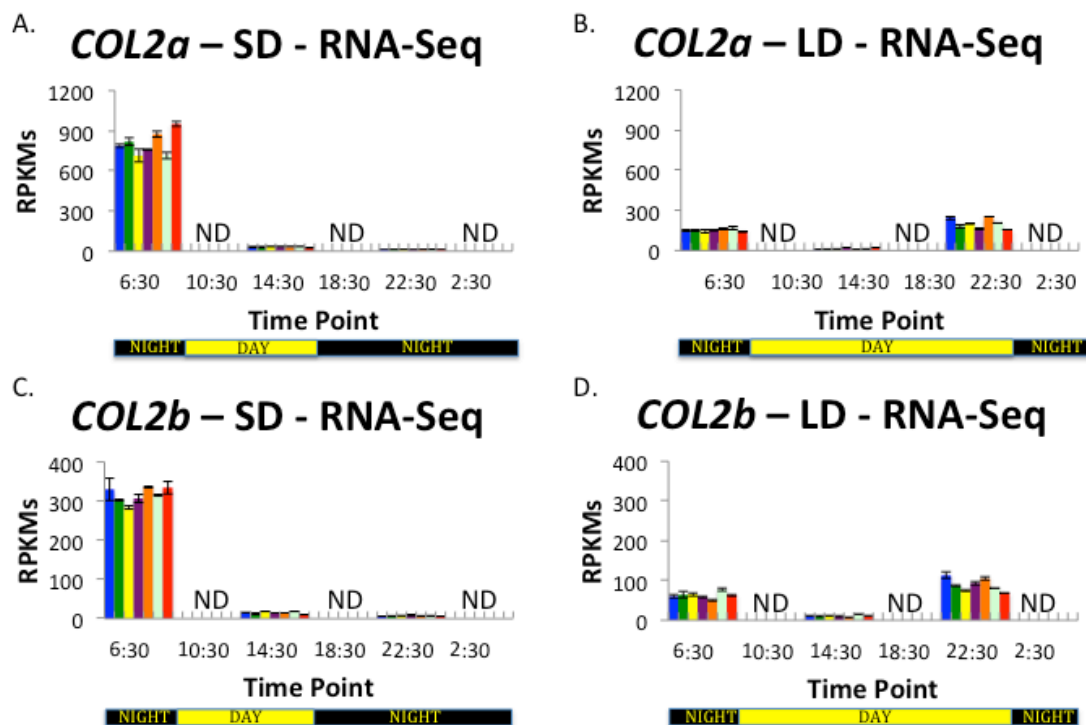 A.
COL2a – SD - RNA-Seq
1200
900
600
300
0
RPKMs
ND ND ND
6:30 10:30 14:30 18:30 22:30 2:30
Time Point
NIGHT DAY NIGHT
B.
COL2a – LD - RNA-Seq
1200
900
600
300
0
RPKMs
ND ND ND
6:30 10:30 14:30 18:30 22:30 2:30
Time Point
NIGHT DAY NIGHT
C.
COL2b – SD - RNA-Seq
400
300
200
100
0
RPKMs
ND ND ND
6:30 10:30 14:30 18:30 22:30 2:30
Time Point
NIGHT DAY NIGHT
D.
COL2b – LD - RNA-Seq
400
300
200
100
0
RPKMs
ND ND ND
6:30 10:30 14:30 18:30 22:30 2:30
Time Point
NIGHT DAY NIGHT